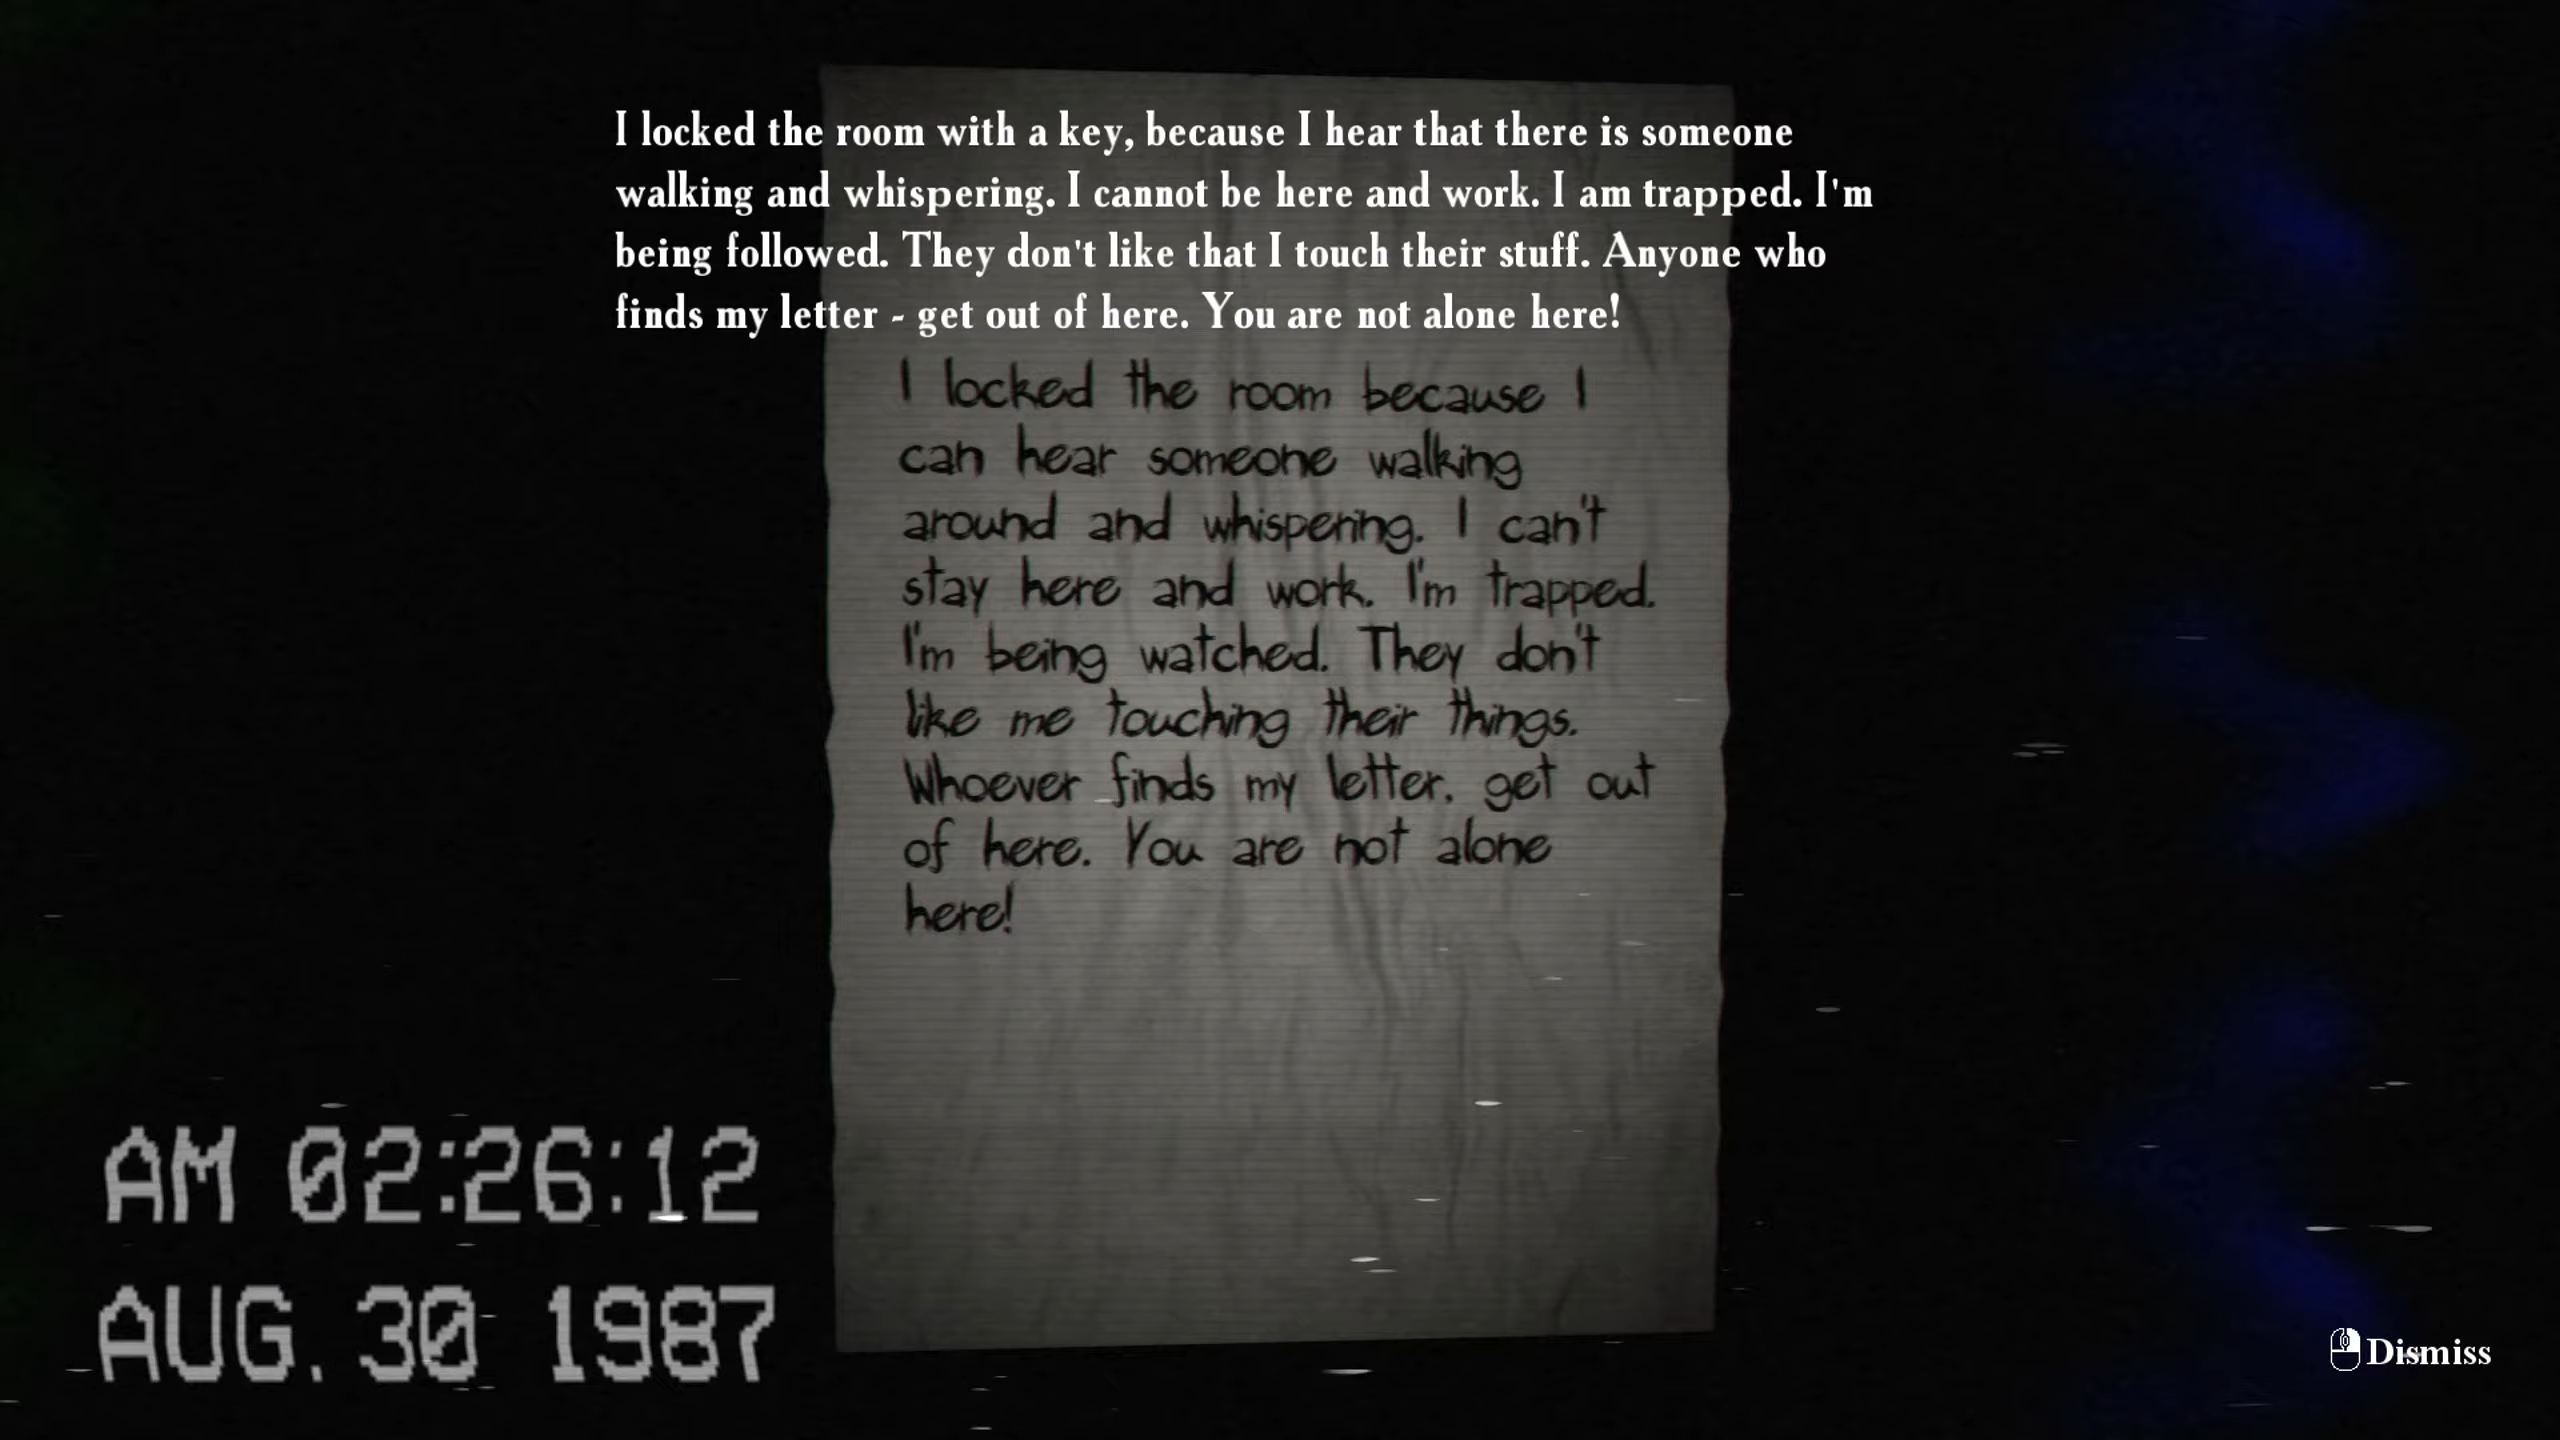 I locked the room with a key, because I hear that there is someone
walking and whispering. I cannot be here and work. I am trapped. I'm
being followed. They don't like that I touch their stuff. Anyone who
finds my letter - get out of here. You are not alone here!
I locked the room because I
can hear someone walking
around and whispering. I can't
stay here and work. I'm trapped.
I'm being watched. They don't
like me touching their things.
Whoever finds my letter, get out
of here. You are not alone
here!
AM 02:26:12
AUG. 30 1987
Dismiss